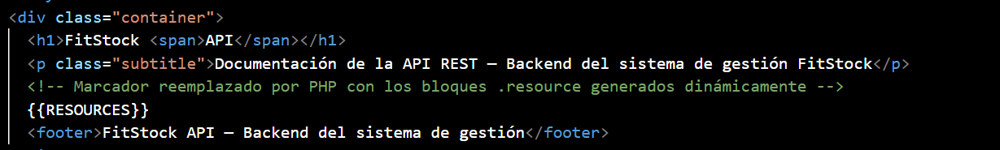 <div class="container">
<h1>FitStock <span>API</span></h1>
<p class="subtitle">Documentación de la API REST — Backend del sistema de gestión FitStock</p>
<!-- Marcador reemplazado por PHP con los bloques .resource generados dinámicamente -->
{{RESOURCES}}
<footer>FitStock API — Backend del sistema de gestión</footer>